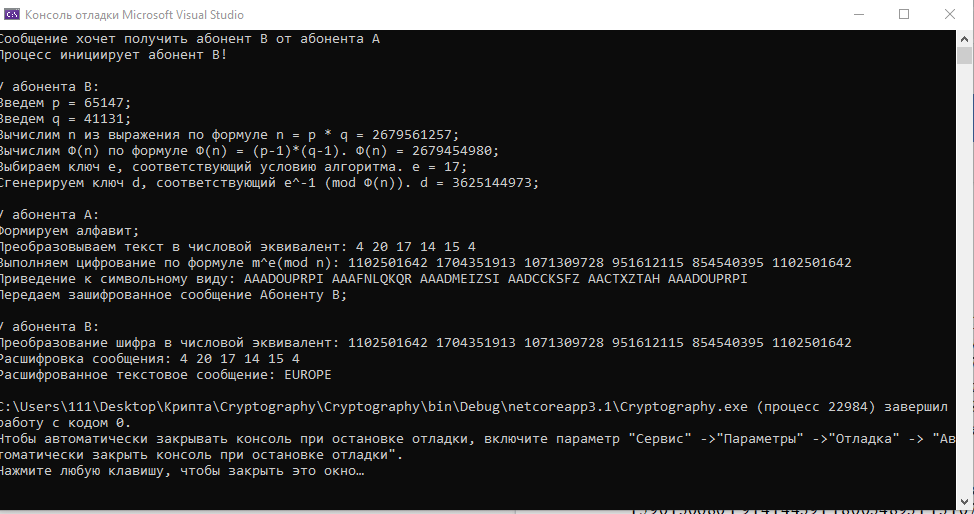 Консоль отладки Microsoft Visual Studio
Сообщение хочет получить абонент B от абонента A
Процесс инициирует абонент B!
У абонента B:
Введем p = 65147;
Введем q = 41131;
Вычислим n из выражения по формуле n = p * q = 2679561257;
Вычислим Ф(n) по формуле Ф(n) = (p-1)*(q-1). Ф(n) = 2679454980;
Выбираем ключ e, соответствующий условию алгоритма. e = 17;
Сгенерируем ключ d, соответствующий e^-1 (mod Ф(n)). d = 3625144973;
У абонента A:
Формируем алфавит;
Преобразовываем текст в числовой эквивалент: 4 20 17 14 15 4
Выполняем цифрование по формуле m^e(mod n): 1102501642 1704351913 1071309728 951612115 854540395 1102501642
Приведение к символьному виду: AAADOUPRPI AAAFNLQKQR AAADMEIZSI AADCCKSFZ AACTXZTAH AAADOUPRPI
Передаем зашифрованное сообщение Абоненту B;
У абонента B:
Преобразование шифра в числовой эквивалент: 1102501642 1704351913 1071309728 951612115 854540395 1102501642
Расшифровка сообщения: 4 20 17 14 15 4
Расшифрованное текстовое сообщение: EUROPE
C:\Users\111\Desktop\Крипта\Cryptography\Cryptography\bin\Debug\netcoreapp3.1\Cryptography.exe (процесс 22984) завершил
работу с кодом 0.
Чтобы автоматически закрывать консоль при остановке отладки, включите параметр "Сервис" ->"Параметры" ->"Отладка" -> "Ав
томатически закрыть консоль при остановке отладки".
Нажмите любую клавишу, чтобы закрыть это окно…